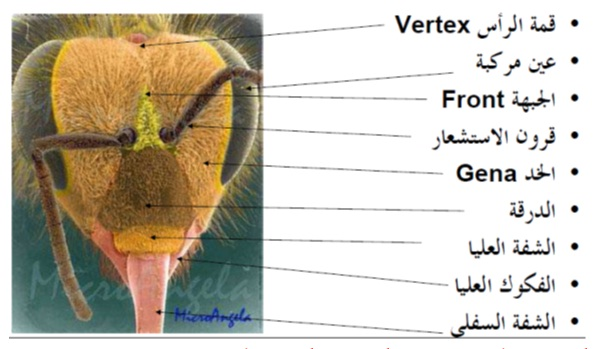 • قمة الرأس Vertex
• عين مركبة
• الجبهة Front
• قرون الاستشعار
• الخد Gena
• الدرقة
• الشفة العليا
• الفكوك العليا
• الشفة السفلى
MicroAngela
MicroAngela